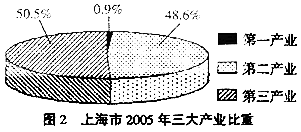 50.5%
0.9%
48.6%
第一产业
第二产业
第三产业
图2 上海市2005年三大产业比重